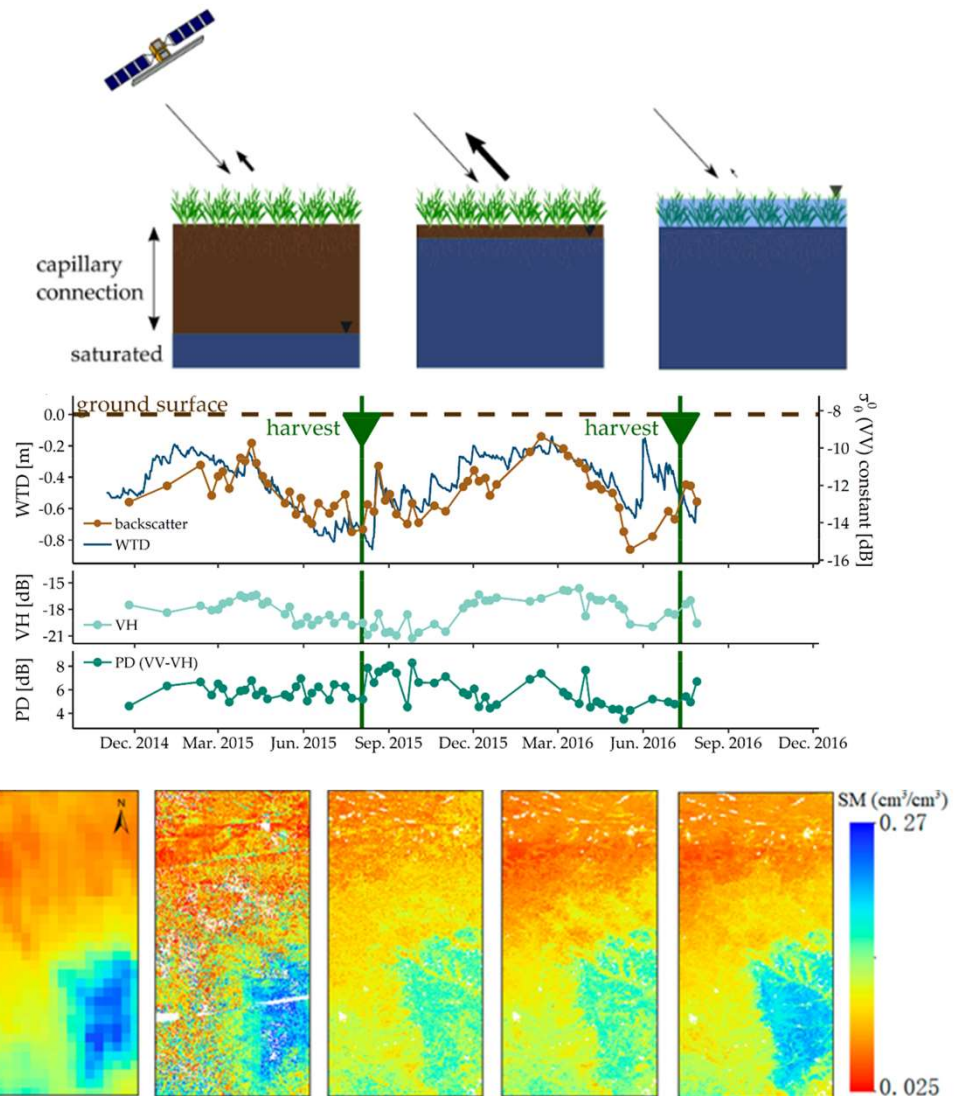 capillary
connection
saturated
ground surface
harvest
harvest
WTD [m]
0.0
-0.2
-0.4
-0.6
-0.8
backscatter
WTD
σ⁰θ (VV) constant [dB]
-8
-10
-12
-14
-16
VH [dB]
-15
-18
-21
VH
PD [dB]
8
6
4
PD (VV-VH)
Dec. 2014
Mar. 2015
Jun. 2015
Sep. 2015
Dec. 2015
Mar. 2016
Jun. 2016
Sep. 2016
Dec. 2016
N
SM (cm³/cm³)
0.27
0.025